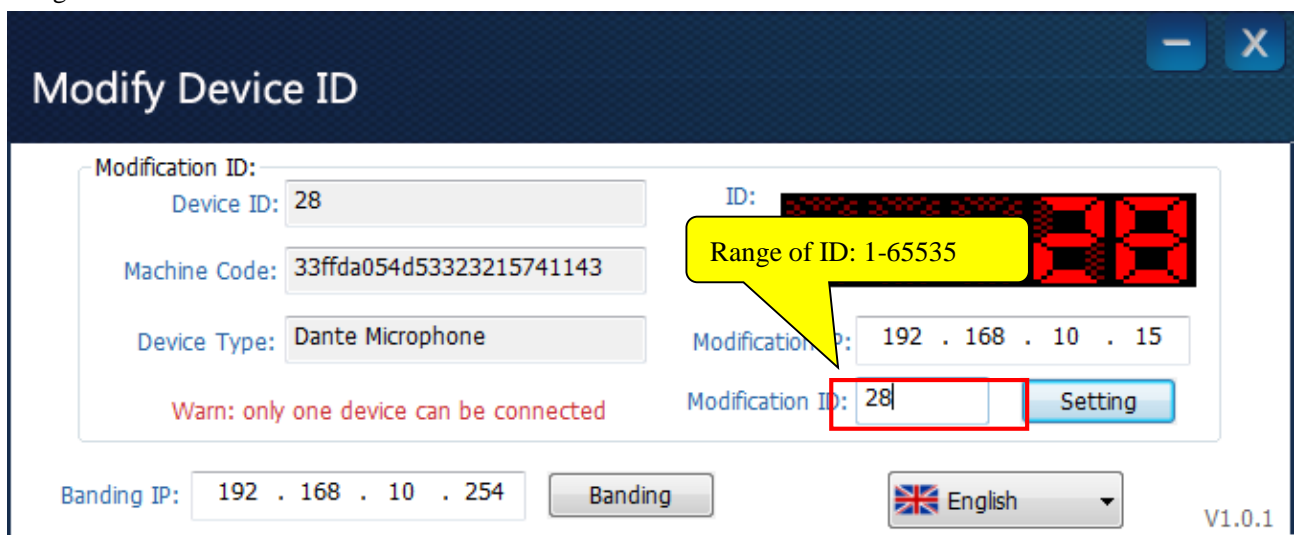 Modify Device ID
Modification ID:
Device ID: 28
ID: 28
Range of ID: 1-65535
Machine Code: 33ffda054d53323215741143
Device Type: Dante Microphone
Modification P: 192 . 168 . 10 . 15
Warn: only one device can be connected
Modification ID: 28
Setting
Banding IP: 192 . 168 . 10 . 254
Banding
English
V1.0.1